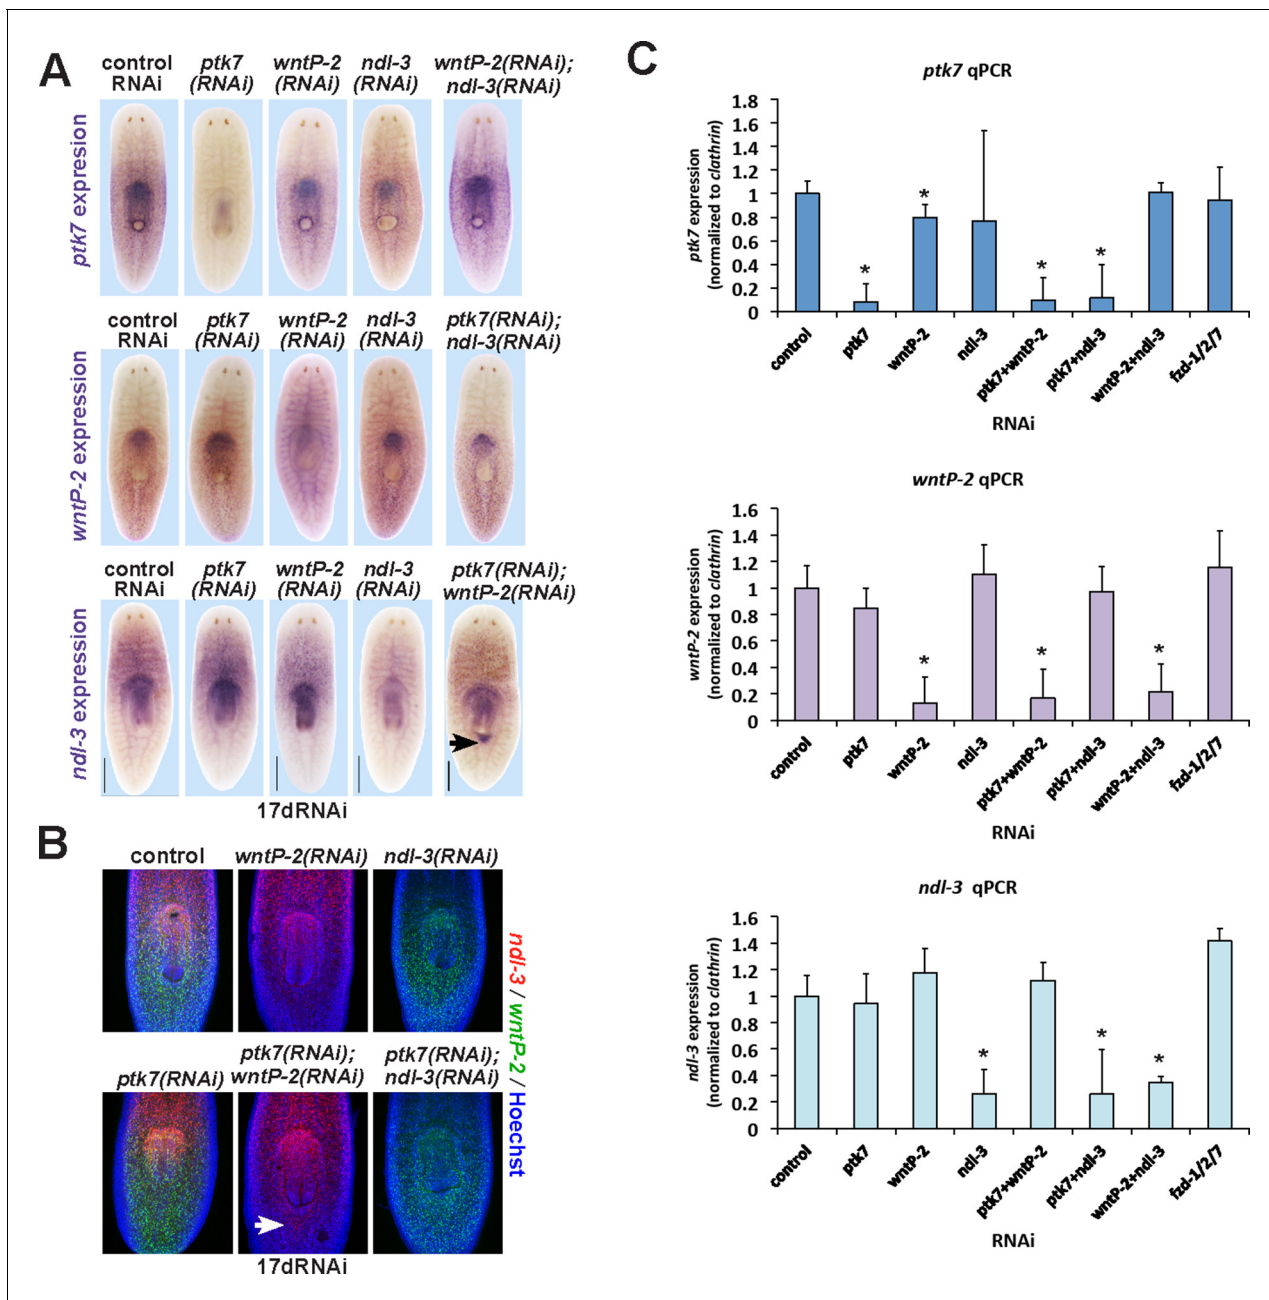 A
control RNAi
ptk7 (RNAi)
wntP-2 (RNAi)
ndl-3 (RNAi)
wntP-2(RNAi); ndl-3(RNAi)
ptk7 expression
control RNAi
ptk7 (RNAi)
wntP-2 (RNAi)
ndl-3 (RNAi)
ptk7(RNAi); ndl-3(RNAi)
wntP-2 expression
control RNAi
ptk7 (RNAi)
wntP-2 (RNAi)
ndl-3 (RNAi)
ptk7(RNAi); wntP-2(RNAi)
ndl-3 expression
17dRNAi
B
control
wntP-2(RNAi)
ndl-3(RNAi)
ptk7(RNAi)
ptk7(RNAi); wntP-2(RNAi)
ptk7(RNAi); ndl-3(RNAi)
ndl-3 / wntP-2 / Hoechst
17dRNAi
C
ptk7 qPCR
ptk7 expression
(normalized to clathrin)
1.8
1.6
1.4
1.2
1
0.8
0.6
0.4
0.2
0
*
*
*
*
control
ptk7
wntP-2
ndl-3
ptk7+wntP-2
ptk7+ndl-3
wntP-2+ndl-3
fzd-1/2/7
RNAi
wntP-2 qPCR
wntP-2 expression
(normalized to clathrin)
1.6
1.4
1.2
1
0.8
0.6
0.4
0.2
0
*
*
*
control
ptk7
wntP-2
ndl-3
ptk7+wntP-2
ptk7+ndl-3
wntP-2+ndl-3
fzd-1/2/7
RNAi
ndl-3 qPCR
ndl-3 expression
(normalized to clathrin)
1.6
1.4
1.2
1
0.8
0.6
0.4
0.2
0
*
*
*
control
ptk7
wntP-2
ndl-3
ptk7+wntP-2
ptk7+ndl-3
wntP-2+ndl-3
fzd-1/2/7
RNAi